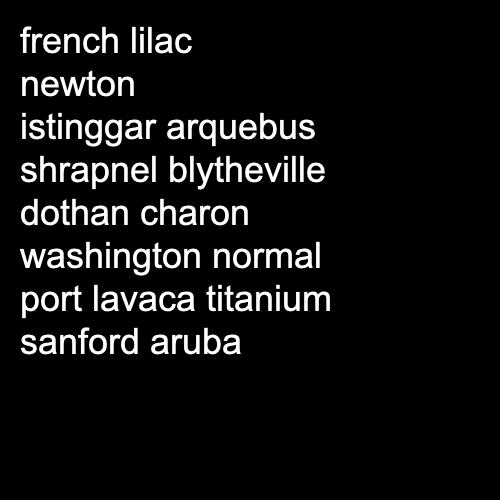 french lilac
newton
istinggar arquebus
shrapnel blytheville
dothan charon
washington normal
port lavaca titanium
sanford aruba